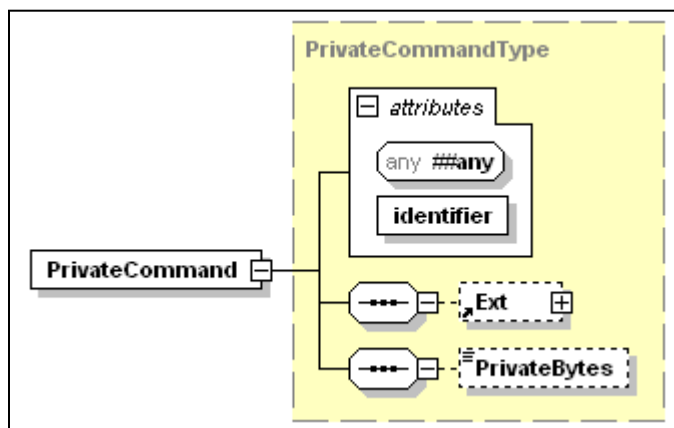 PrivateCommandType
attributes
any ##any
identifier
PrivateCommand
Ext
PrivateBytes